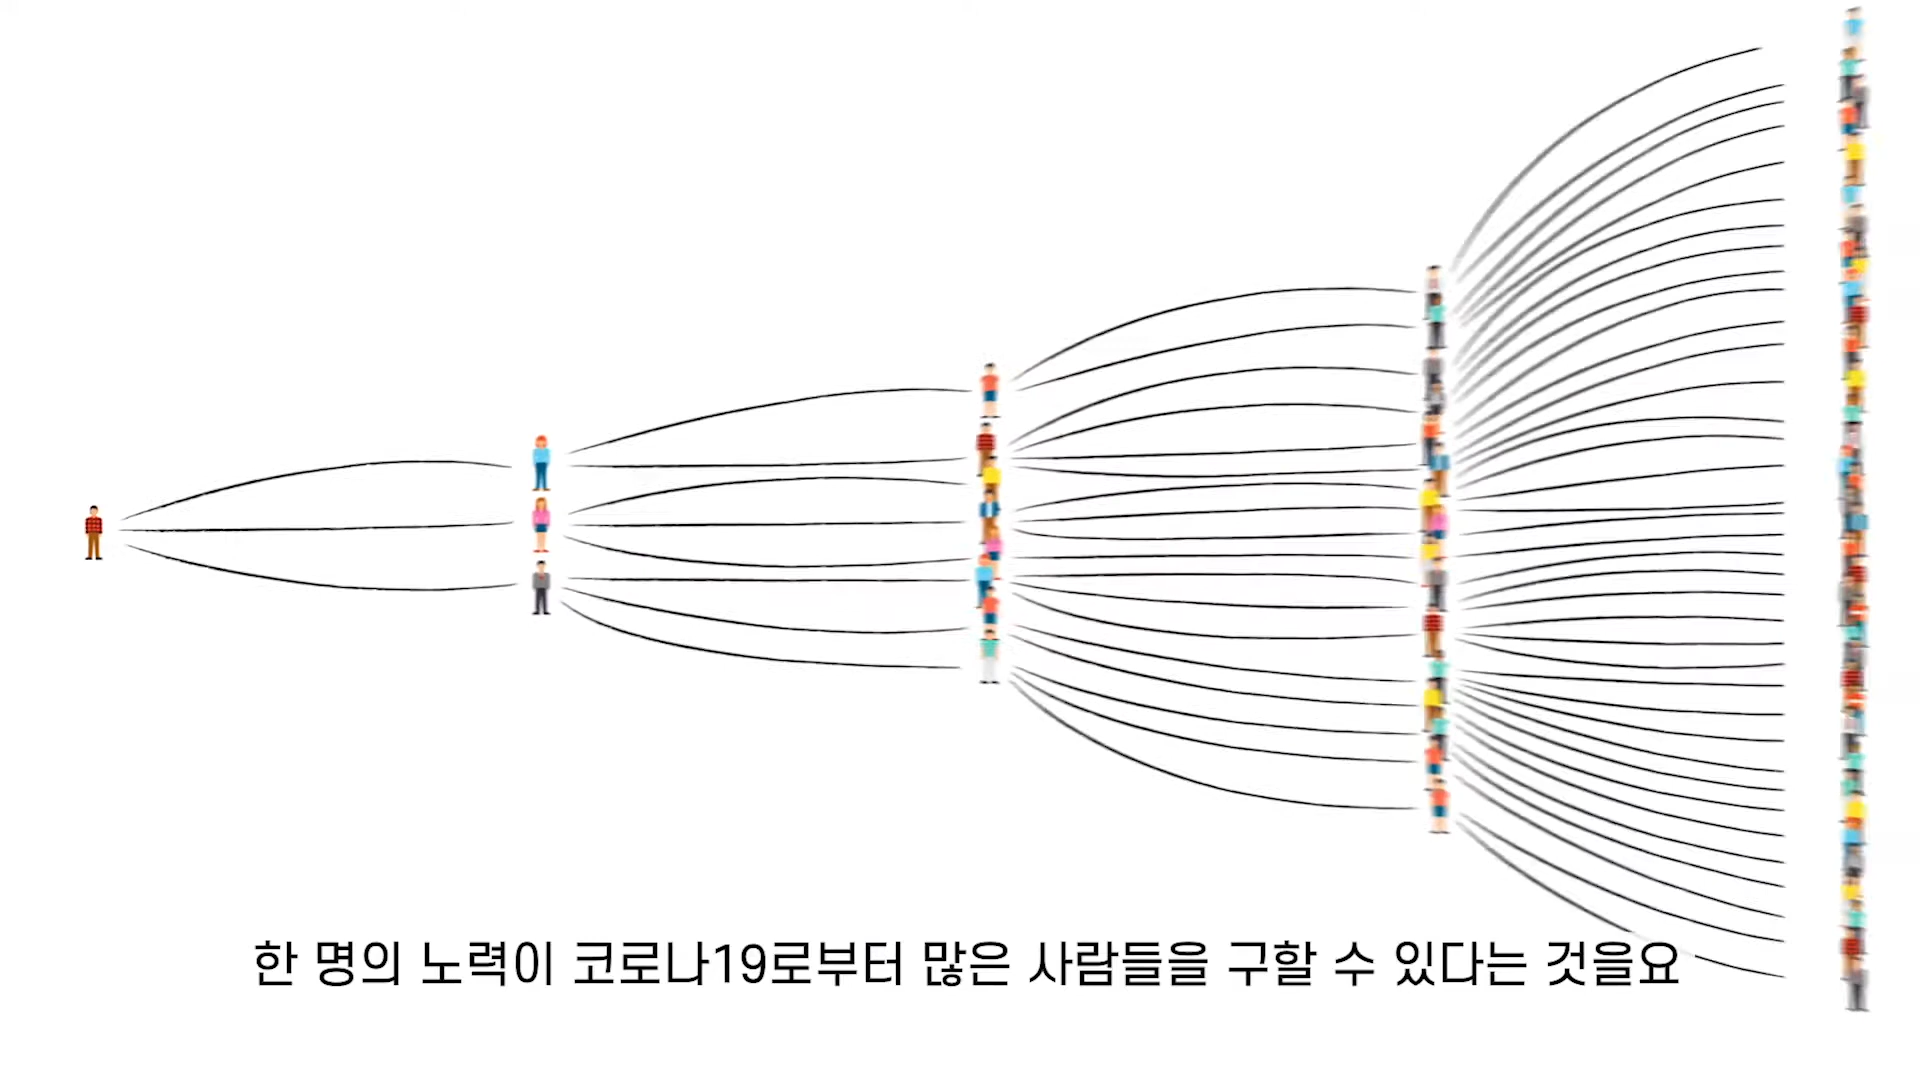 한 명의 노력이 코로나19로부터 많은 사람들을 구할 수 있다는 것을요